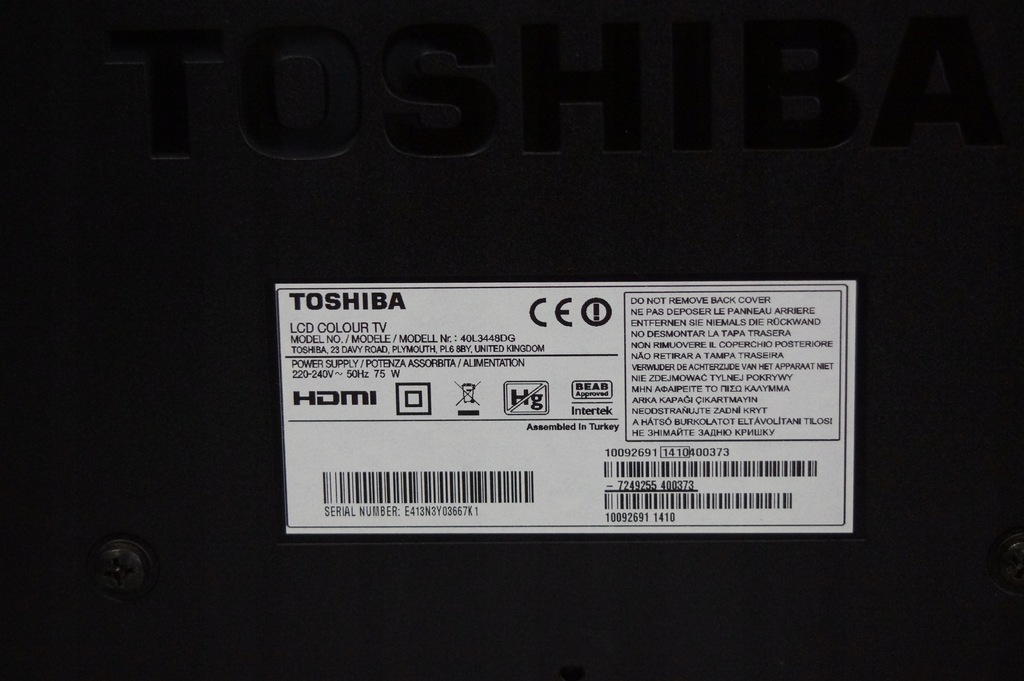 TOSHIBA
TOSHIBA
LCD COLOUR TV
MODEL NO. / MODELE / MODELL Nr. : 40L3448DG
TOSHIBA, 23 DAVY ROAD, PLYMOUTH, PL6 8BY, UNITED KINGDOM
POWER SUPPLY / POTENZA ASSORBITA / ALIMENTATION
220-240V~ 50Hz 75 W
CE
HDMI
Hg
BEAB
Approved
Intertek
Assembled in Turkey
DO NOT REMOVE BACK COVER
NE PAS DEPOSER LE PANNEAU ARRIERE
ENTFERNEN SIE NIEMALS DIE RÜCKWAND
NO DESMONTAR LA TAPA TRASERA
NON RIMUOVERE IL COPERCHIO POSTERIORE
NÃO RETIRAR A TAMPA TRASEIRA
VERWIJDER DE ACHTERZIJDE VAN HET APPARAAT NIET
NIE ZDEJMOWAĆ TYLNEJ POKRYWY
ΜΗΝ ΑΦΑΙΡΕΙΤΕ ΤΟ ΠΙΣΩ ΚΑΛΥΜΜΑ
ARKA KAPAĞI ÇIKARTMAYIN
NEODSTRAŇUJTE ZADNÍ KRYT
A HÁTSÓ BURKOLATOT ELTÁVOLÍTANI TILOS!
НЕ ЗНІМАЙТЕ ЗАДНЮ КРИШКУ
10092691 1410 400373
- 7249255 400373
10092691 1410
SERIAL NUMBER: E413N3Y03667K1